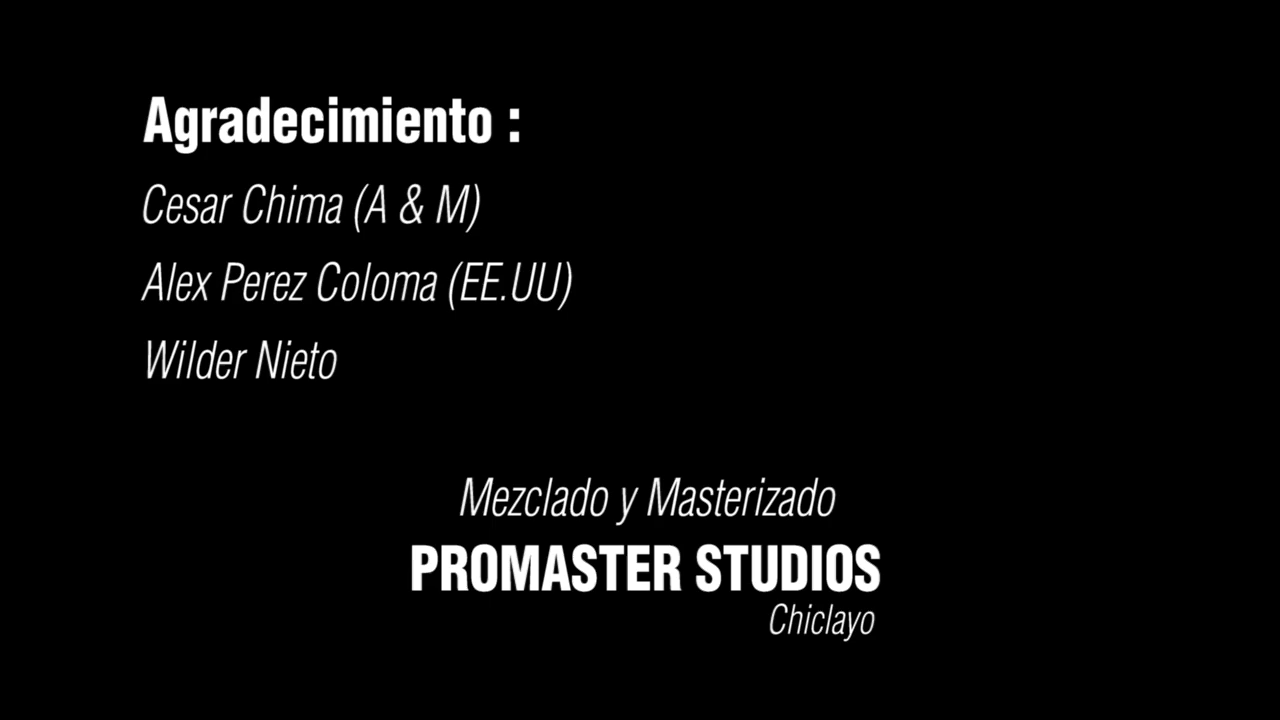 Agradecimiento :
Cesar Chima (A & M)
Alex Perez Coloma (EE.UU)
Wilder Nieto
Mezclado y Masterizado
PROMASTER STUDIOS
Chiclayo